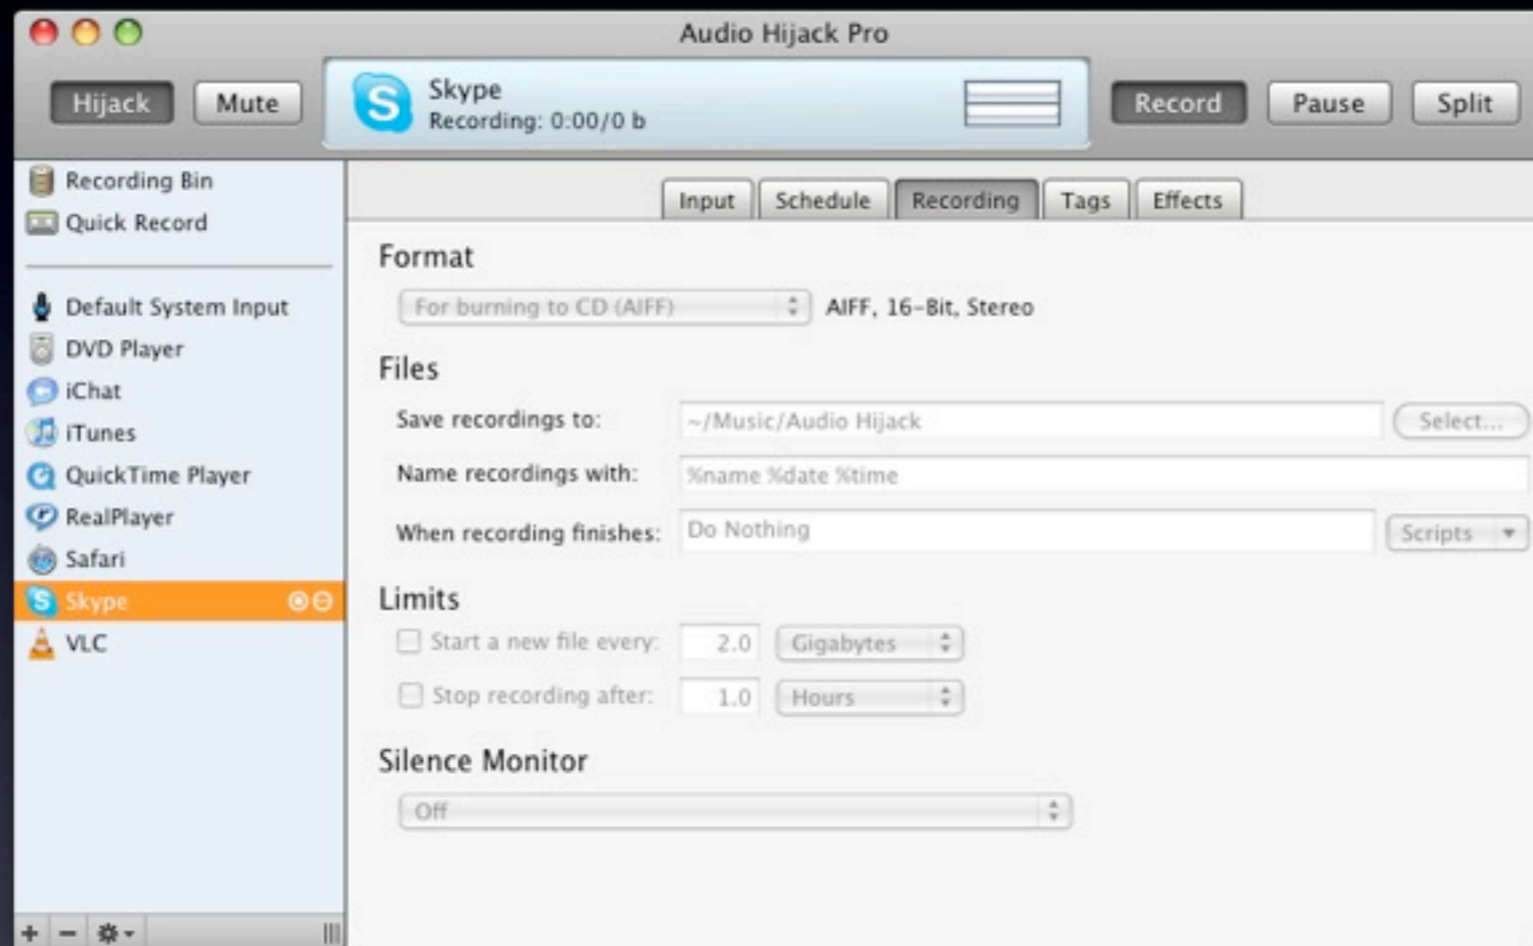 Audio Hijack Pro
Hijack Mute Skype Record Pause Split
Recording: 0:00/0 b
Recording Bin
Quick Record
Default System Input
DVD Player
iChat
iTunes
QuickTime Player
RealPlayer
Safari
Skype
VLC
Input Schedule Recording Tags Effects
Format
For burning to CD (AIFF) AIFF, 16-Bit, Stereo
Files
Save recordings to: ~/Music/Audio Hijack Select...
Name recordings with: %name %date %time
When recording finishes: Do Nothing Scripts
Limits
Start a new file every: 2.0 Gigabytes
Stop recording after: 1.0 Hours
Silence Monitor
Off